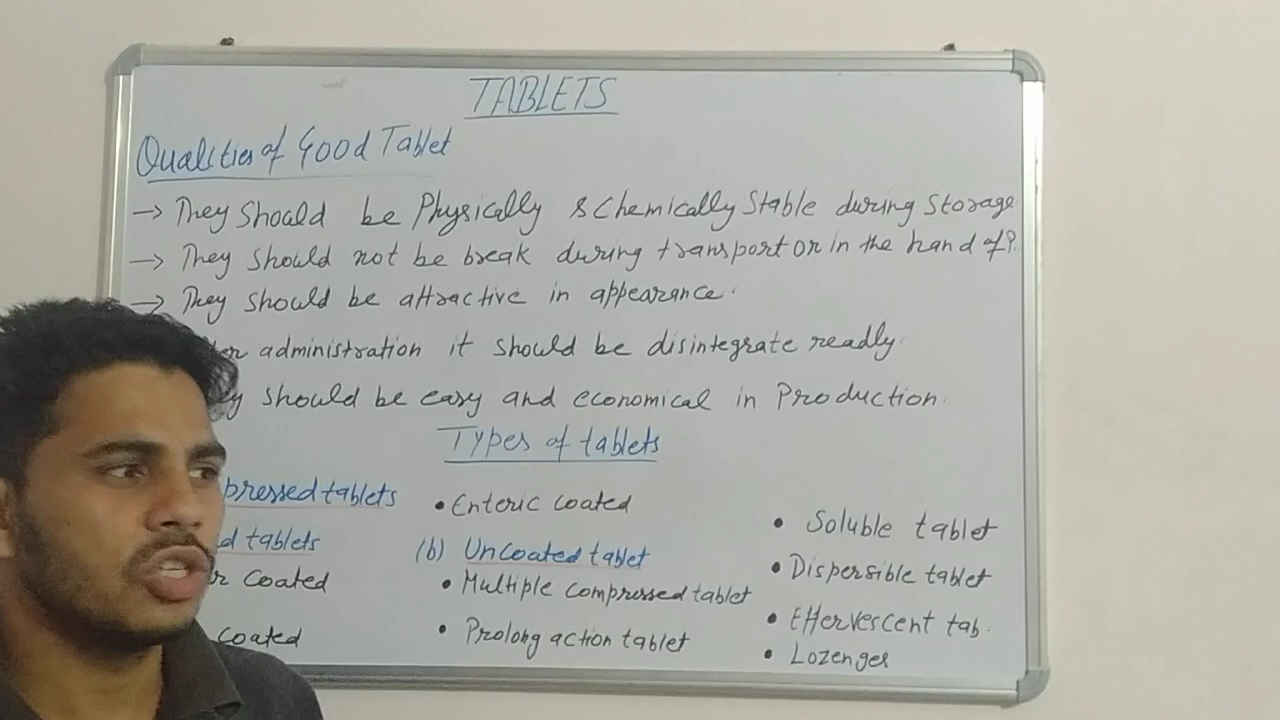 TABLETS
Qualities of Good Tablet
→ They should be Physically & Chemically Stable during Storage.
→ They should not be break during transport or in the hand of P.
→ They should be attractive in appearance.
administration it should be disintegrate readly.
should be easy and economical in Production.
Types of tablets
pressed tablets
d tablets
r coated
coated
• Enteric coated
(b) Uncoated tablet
• Multiple compressed tablet
• Prolong action tablet
• Soluble tablet
• Dispersible tablet
• Effervescent tab.
• Lozenges